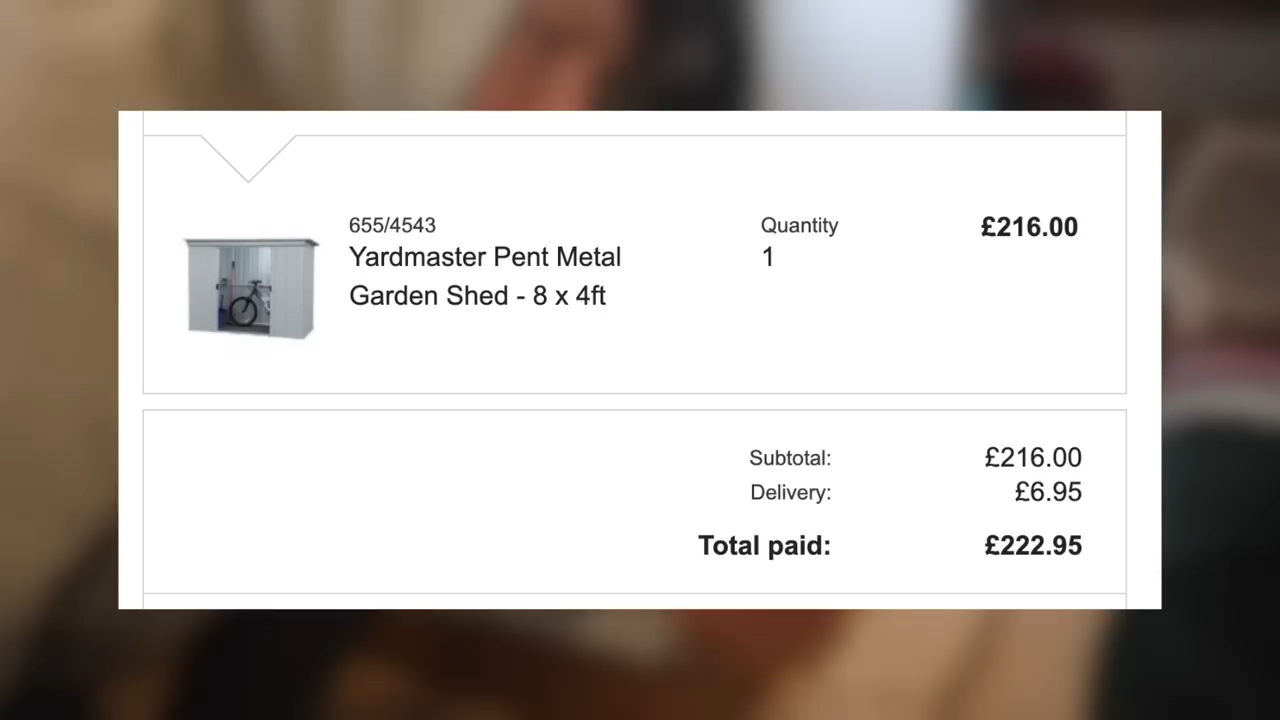 655/4543
Yardmaster Pent Metal
Garden Shed - 8 x 4ft
Quantity
1
£216.00
Subtotal: £216.00
Delivery: £6.95
Total paid: £222.95